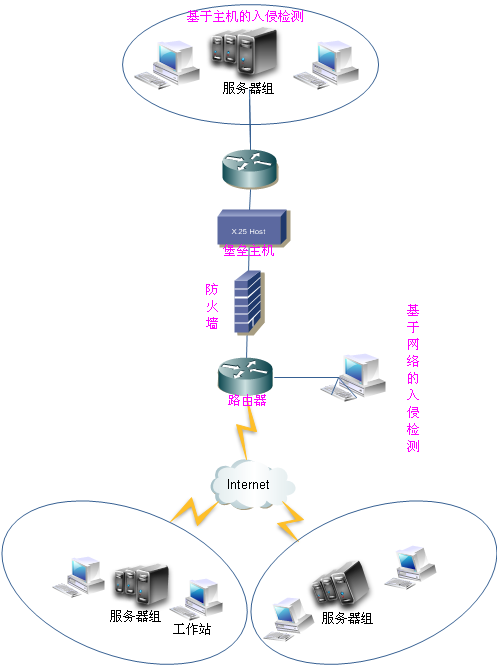 基于主机的入侵检测
服务器组
X.25 Host
堡垒主机
防火墙
基于网络的入侵检测
路由器
Internet
服务器组
工作站
服务器组